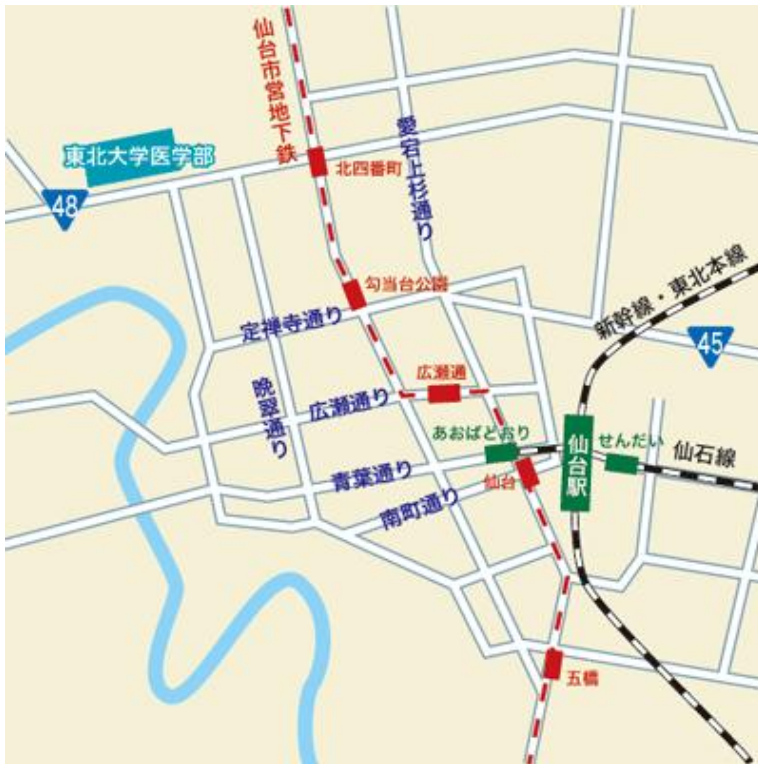 仙台市営地下鉄
愛宕上杉通り
東北大学医学部
北四番町
48
勾当台公園
新幹線・東北本線
定禅寺通り
45
広瀬通
晩翠通り
広瀬通り
あおばどおり
仙台駅
せんだい
仙石線
青葉通り
仙台
南町通り
五橋